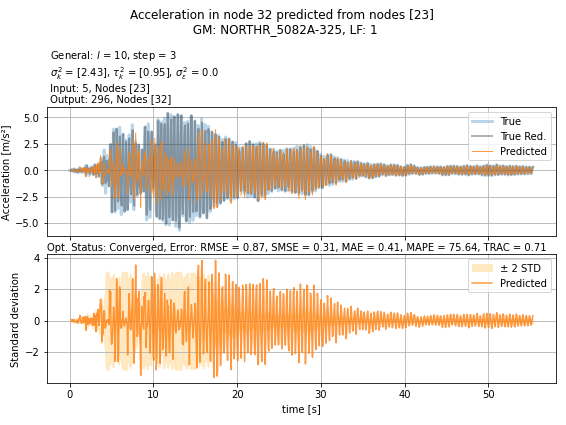 Acceleration in node 32 predicted from nodes [23]
GM: NORTHR_5082A-325, LF: 1
General: l = 10, step = 3
σ²ₖ = [2.43], τ²ₖ = [0.95], σ²ε = 0.0
Input: 5, Nodes [23]
Output: 296, Nodes [32]
Acceleration [m/s²]
5.0
2.5
0.0
−2.5
−5.0
True
True Red.
Predicted
Opt. Status: Converged, Error: RMSE = 0.87, SMSE = 0.31, MAE = 0.41, MAPE = 75.64, TRAC = 0.71
Standard deviation
4
2
0
−2
± 2 STD
Predicted
0 10 20 30 40 50
time [s]